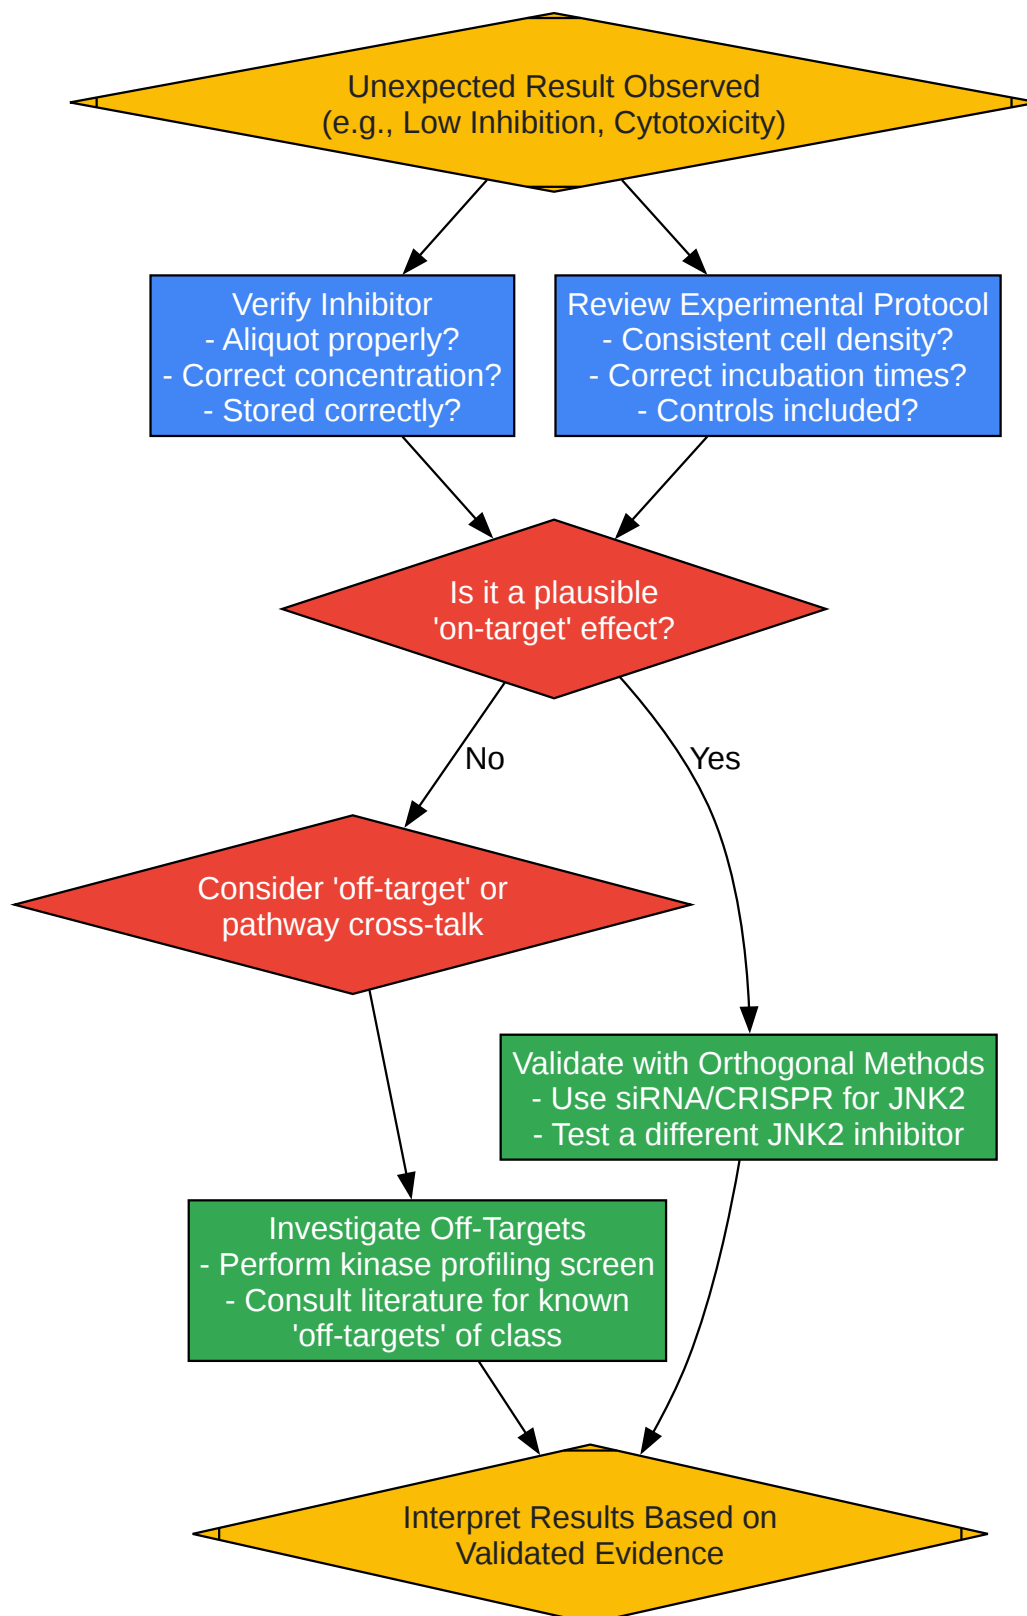 Unexpected Result Observed
(e.g., Low Inhibition, Cytotoxicity)
Verify Inhibitor
- Aliquot properly?
- Correct concentration?
- Stored correctly?
Review Experimental Protocol
- Consistent cell density?
- Correct incubation times?
- Controls included?
Is it a plausible
'on-target' effect?
No
Yes
Consider 'off-target' or
pathway cross-talk
Validate with Orthogonal Methods
- Use siRNA/CRISPR for JNK2
- Test a different JNK2 inhibitor
Investigate Off-Targets
- Perform kinase profiling screen
- Consult literature for known
'off-targets' of class
Interpret Results Based on
Validated Evidence